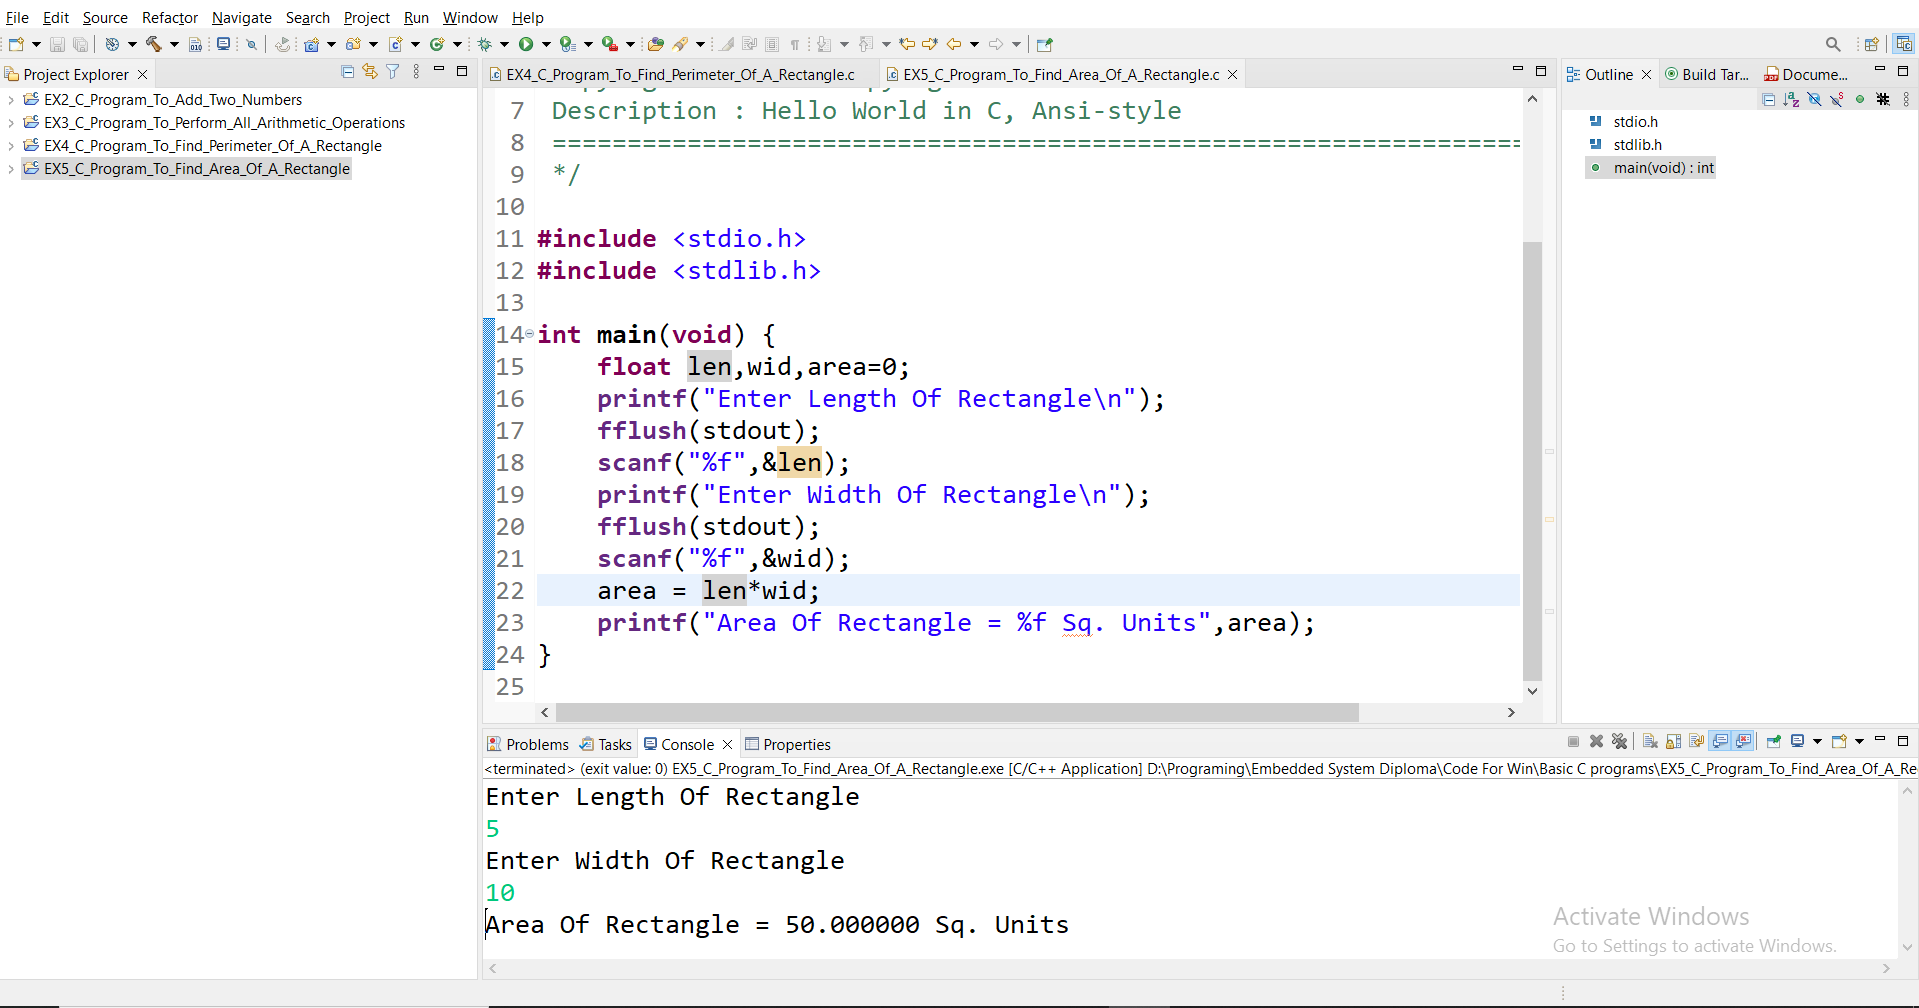 File Edit Source Refactor Navigate Search Project Run Window Help
Project Explorer
EX2_C_Program_To_Add_Two_Numbers
EX3_C_Program_To_Perform_All_Arithmetic_Operations
EX4_C_Program_To_Find_Perimeter_Of_A_Rectangle
EX5_C_Program_To_Find_Area_Of_A_Rectangle
EX4_C_Program_To_Find_Perimeter_Of_A_Rectangle.c EX5_C_Program_To_Find_Area_Of_A_Rectangle.c
7 Description : Hello World in C, Ansi-style
8 ================================================================
9 */
10
11 #include <stdio.h>
12 #include <stdlib.h>
13
14 int main(void) {
15 float len,wid,area=0;
16 printf("Enter Length Of Rectangle\n");
17 fflush(stdout);
18 scanf("%f",&len);
19 printf("Enter Width Of Rectangle\n");
20 fflush(stdout);
21 scanf("%f",&wid);
22 area = len*wid;
23 printf("Area Of Rectangle = %f Sq. Units",area);
24 }
25
Outline Build Tar... Docume...
stdio.h
stdlib.h
main(void) : int
Problems Tasks Console Properties
<terminated> (exit value: 0) EX5_C_Program_To_Find_Area_Of_A_Rectangle.exe [C/C++ Application] D:\Programing\Embedded System Diploma\Code For Win\Basic C programs\EX5_C_Program_To_Find_Area_Of_A_Re
Enter Length Of Rectangle
5
Enter Width Of Rectangle
10
Area Of Rectangle = 50.000000 Sq. Units
Activate Windows
Go to Settings to activate Windows.